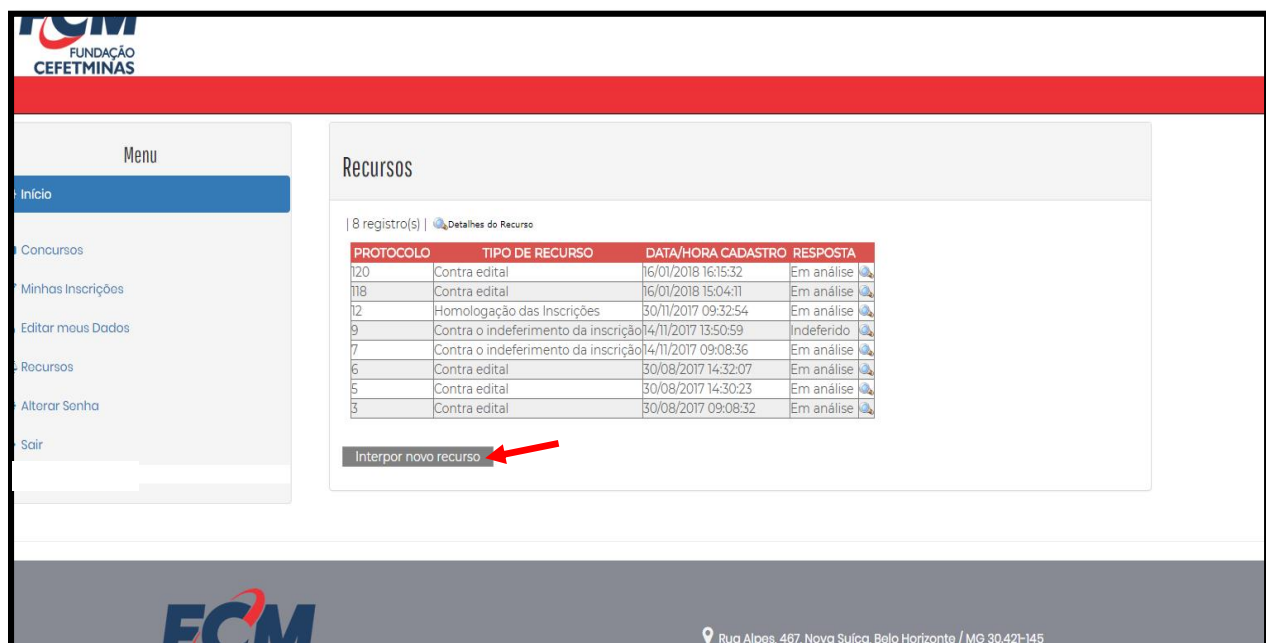 FCM
FUNDAÇÃO
CEFETMINAS
Menu
Início
Concursos
Minhas Inscrições
Editar meus Dados
Recursos
Alterar Senha
Sair
Recursos
| 8 registro(s) | Detalhes do Recurso
PROTOCOLO TIPO DE RECURSO DATA/HORA CADASTRO RESPOSTA
120 Contra edital 16/01/2018 16:15:32 Em análise
118 Contra edital 16/01/2018 15:04:11 Em análise
12 Homologação das Inscrições 30/11/2017 09:32:54 Em análise
9 Contra o indeferimento da inscrição 14/11/2017 13:50:59 Indeferido
7 Contra o indeferimento da inscrição 14/11/2017 09:08:36 Em análise
6 Contra edital 30/08/2017 14:32:07 Em análise
5 Contra edital 30/08/2017 14:30:23 Em análise
3 Contra edital 30/08/2017 09:08:32 Em análise
Interpor novo recurso
FCM
Rua Alpes, 467, Nova Suíça, Belo Horizonte / MG 30.421-145